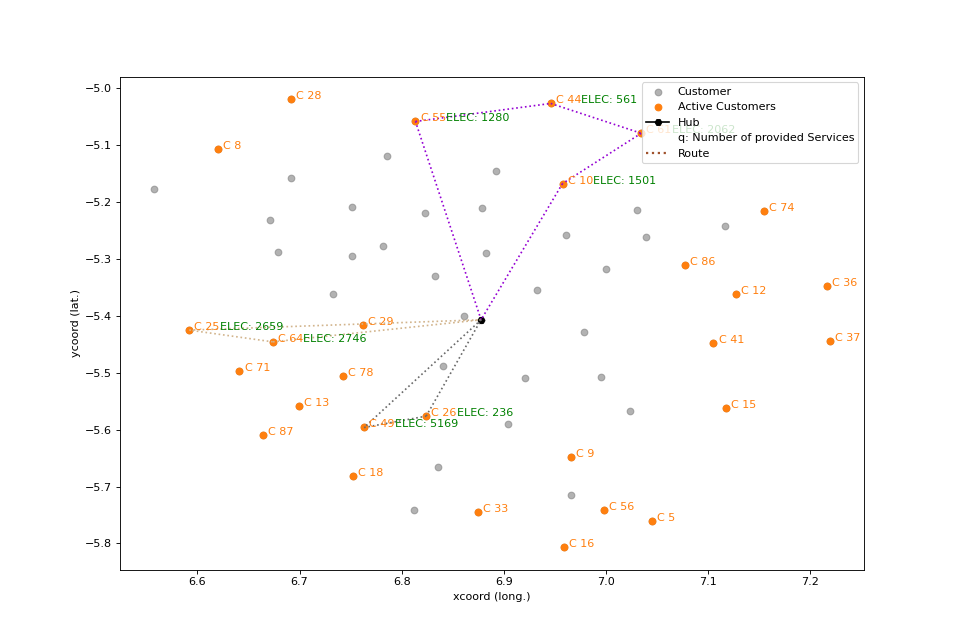 C 28
C 44 ELEC: 561
C 55 ELEC: 1280
C 61 ELEC: 2062
C 8
C 10 ELEC: 1501
C 74
C 86
C 36
C 12
C 25 ELEC: 2659
C 29
C 64 ELEC: 2746
C 41
C 37
C 71
C 78
C 13
C 15
C 26 ELEC: 236
ELEC: 5169
C 87
C 9
C 18
C 33
C 56
C 5
C 16
Customer
Active Customers
Hub
q: Number of provided Services
Route
−5.0
−5.1
−5.2
−5.3
−5.4
−5.5
−5.6
−5.7
−5.8
ycoord (lat.)
6.6 6.7 6.8 6.9 7.0 7.1 7.2
xcoord (long.)